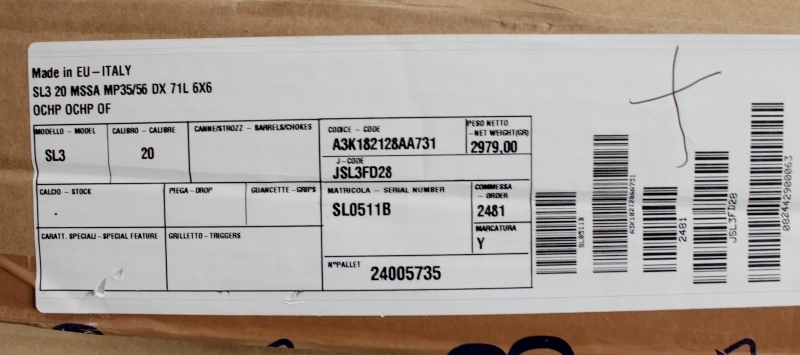 Made in EU-ITALY
SL3 20 MSSA MP35/56 DX 71L 6X6
OCHP OCHP OF
MODELLO - MODEL
SL3
CALIBRO - CALIBRE
20
CANNE/STROZZ - BARRELS/CHOKES
CODICE - CODE
A3K182128AA731
PESO NETTO
- NET WEIGHT(GR)
2979,00
J-CODE
JSL3FD28
CALCIO - STOCK
.
PIEGA-DROP
GUANCETTE-GRIPS
MATRICOLA - SERIAL NUMBER
SL0511B
COMMESSA
- ORDER
2481
MARCATURA
Y
CARATT. SPECIALI-SPECIAL FEATURE
GRILLETTO-TRIGGERS
N°PALLET
24005735
SL0511B
A3K182128AA731
2481
JSL3FD28
082442900063